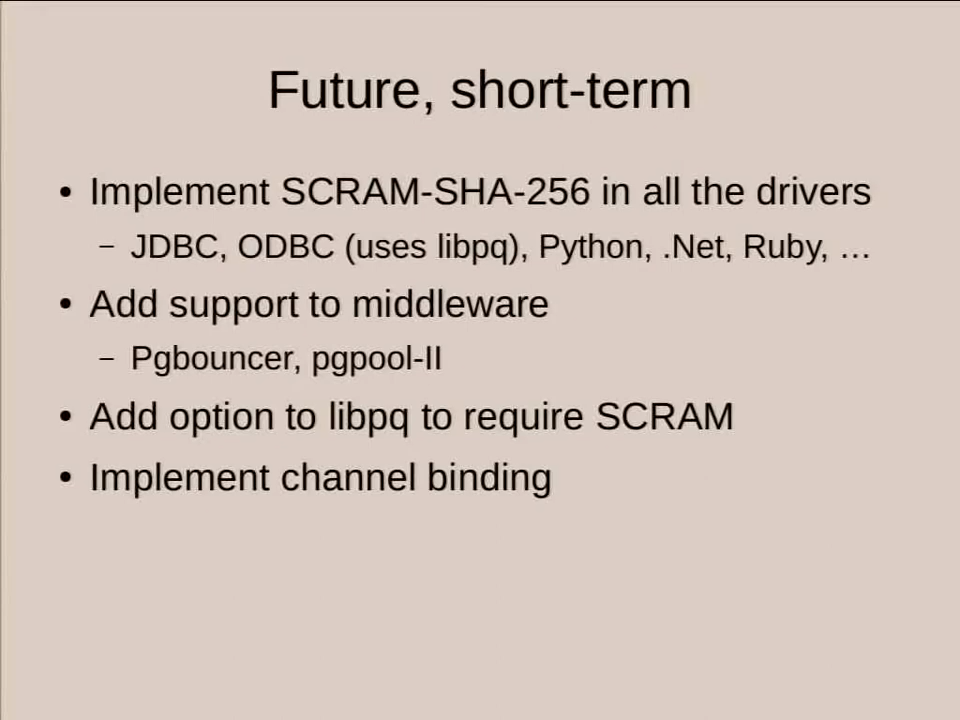 Future, short-term
• Implement SCRAM-SHA-256 in all the drivers
– JDBC, ODBC (uses libpq), Python, .Net, Ruby, …
• Add support to middleware
– Pgbouncer, pgpool-II
• Add option to libpq to require SCRAM
• Implement channel binding